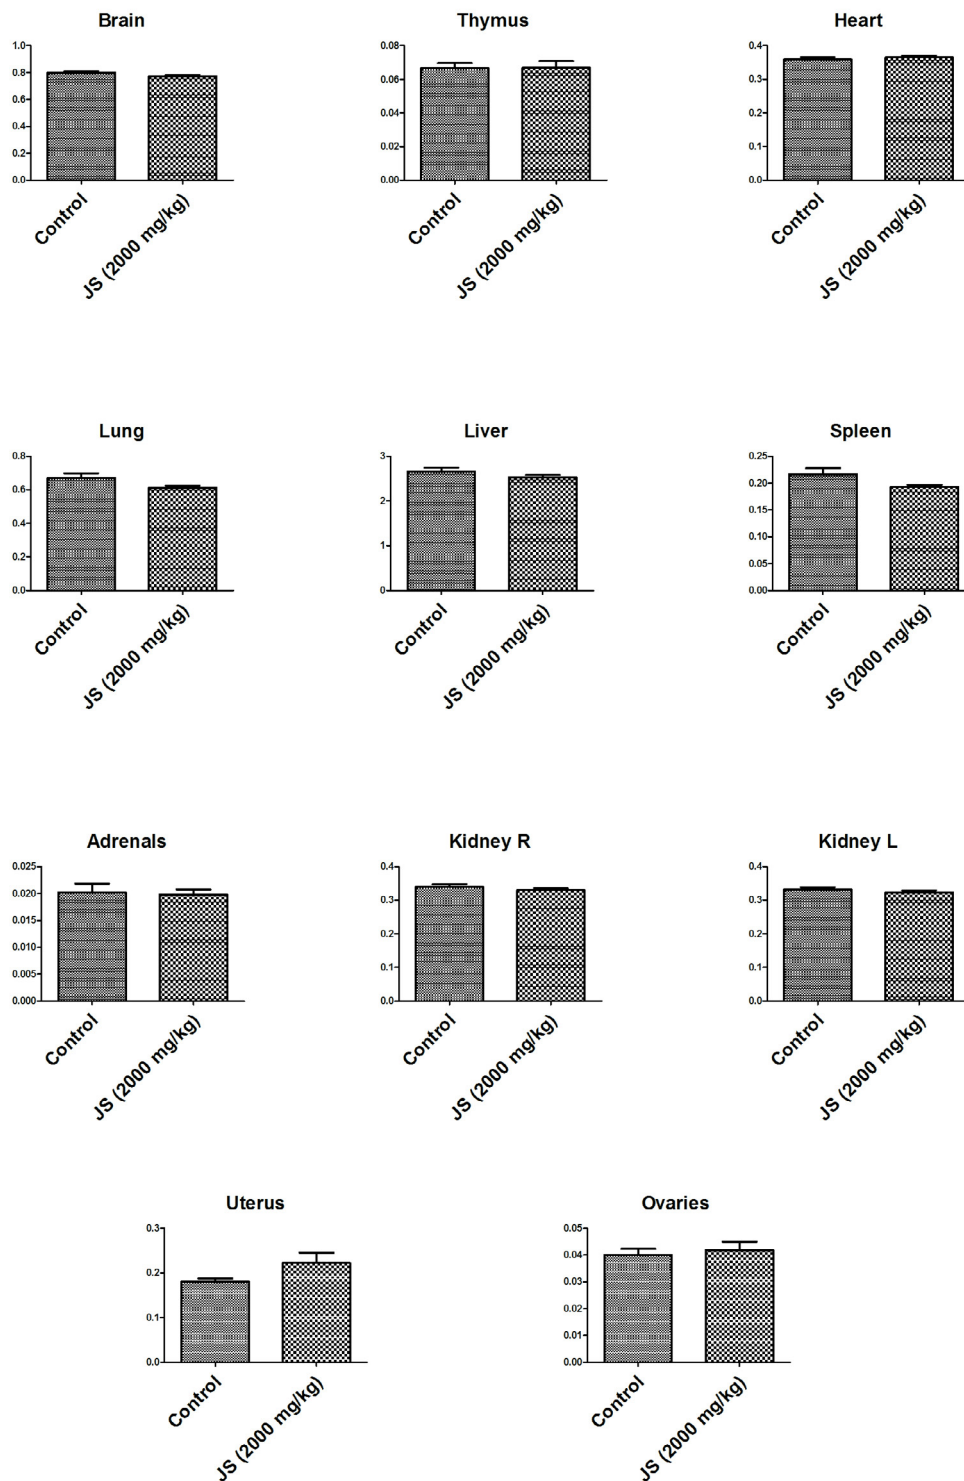 Brain
1.0
0.8
0.6
0.4
0.2
0.0
Control
JS (2000 mg/kg)
Thymus
0.08
0.06
0.04
0.02
0.00
Control
JS (2000 mg/kg)
Heart
0.4
0.3
0.2
0.1
0.0
Control
JS (2000 mg/kg)
Lung
0.8
0.6
0.4
0.2
0.0
Control
JS (2000 mg/kg)
Liver
3
2
1
0
Control
JS (2000 mg/kg)
Spleen
0.25
0.20
0.15
0.10
0.05
0.00
Control
JS (2000 mg/kg)
Adrenals
0.025
0.020
0.015
0.010
0.005
0.000
Control
JS (2000 mg/kg)
Kidney R
0.4
0.3
0.2
0.1
0.0
Control
JS (2000 mg/kg)
Kidney L
0.4
0.3
0.2
0.1
0.0
Control
JS (2000 mg/kg)
Uterus
0.3
0.2
0.1
0.0
Control
JS (2000 mg/kg)
Ovaries
0.05
0.04
0.03
0.02
0.01
0.00
Control
JS (2000 mg/kg)